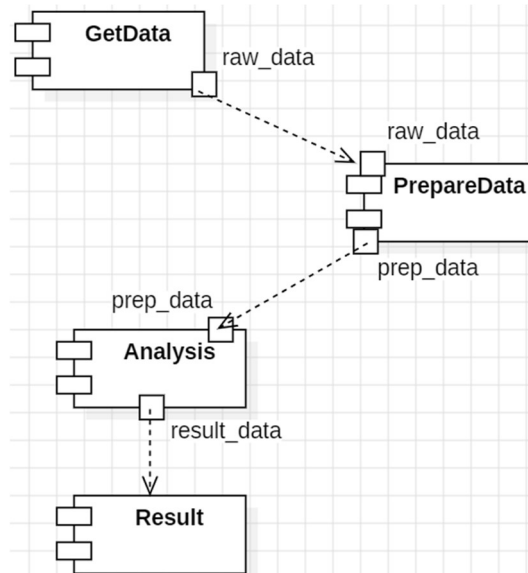 GetData
raw_data
raw_data
PrepareData
prep_data
prep_data
Analysis
result_data
Result